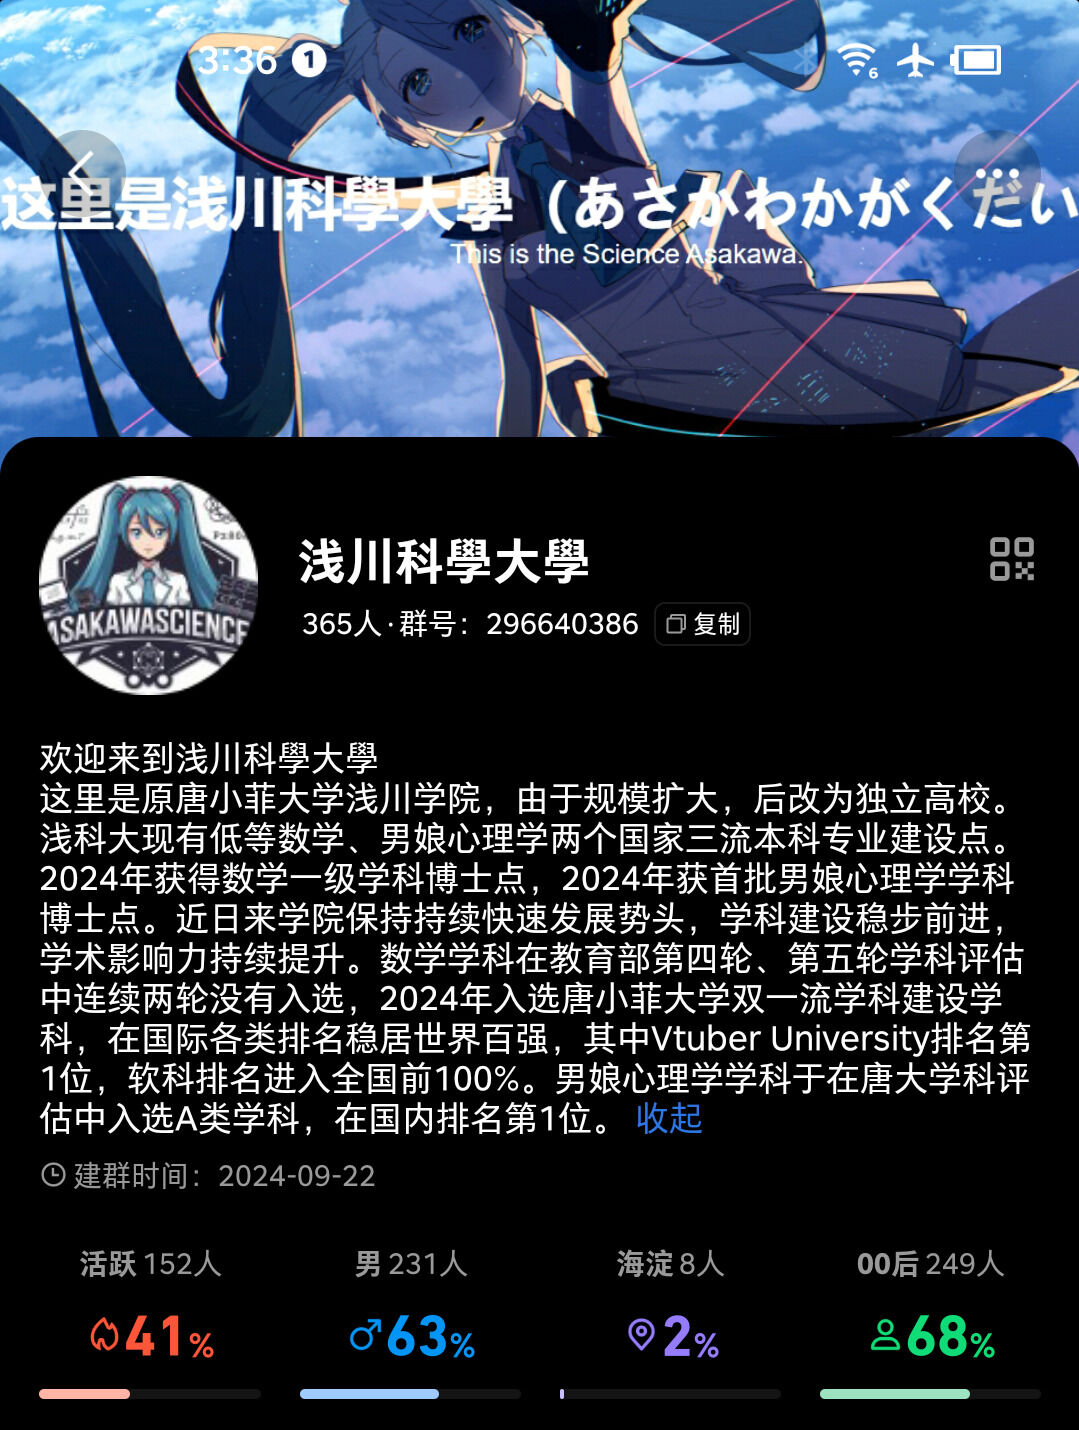 3:36 1
6
这里是浅川科學大學（あさかわかがくだい
This is the Science Asakawa.
ASAKAWASCIENCE
浅川科學大學
365人·群号：296640386 复制
欢迎来到浅川科學大學
这里是原唐小菲大学浅川学院，由于规模扩大，后改为独立高校。
浅科大现有低等数学、男娘心理学两个国家三流本科专业建设点。
2024年获得数学一级学科博士点，2024年获首批男娘心理学学科
博士点。近日来学院保持持续快速发展势头，学科建设稳步前进，
学术影响力持续提升。数学学科在教育部第四轮、第五轮学科评估
中连续两轮没有入选，2024年入选唐小菲大学双一流学科建设学
科，在国际各类排名稳居世界百强，其中Vtuber University排名第
1位，软科排名进入全国前100%。男娘心理学学科于在唐大学科评
估中入选A类学科，在国内排名第1位。 收起
建群时间：2024-09-22
活跃 152人 男 231人 海淀 8人 00后 249人
41% 63% 2% 68%